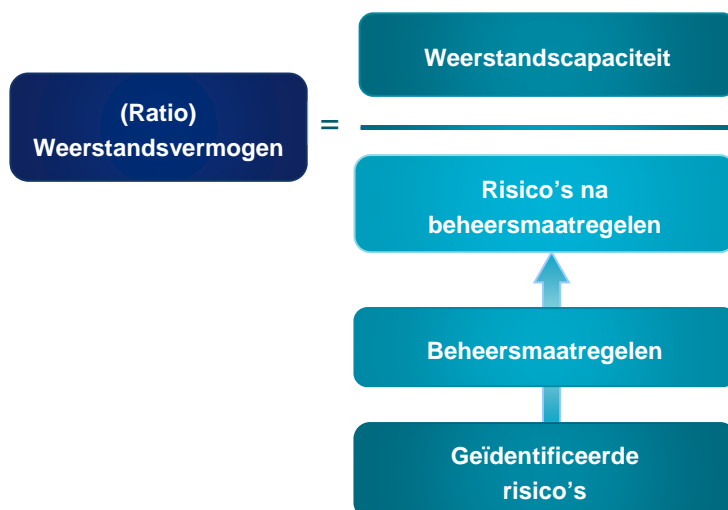 Weerstandscapaciteit
(Ratio)
Weerstandsvermogen
=
Risico’s na
beheersmaatregelen
Beheersmaatregelen
Geïdentificeerde
risico’s